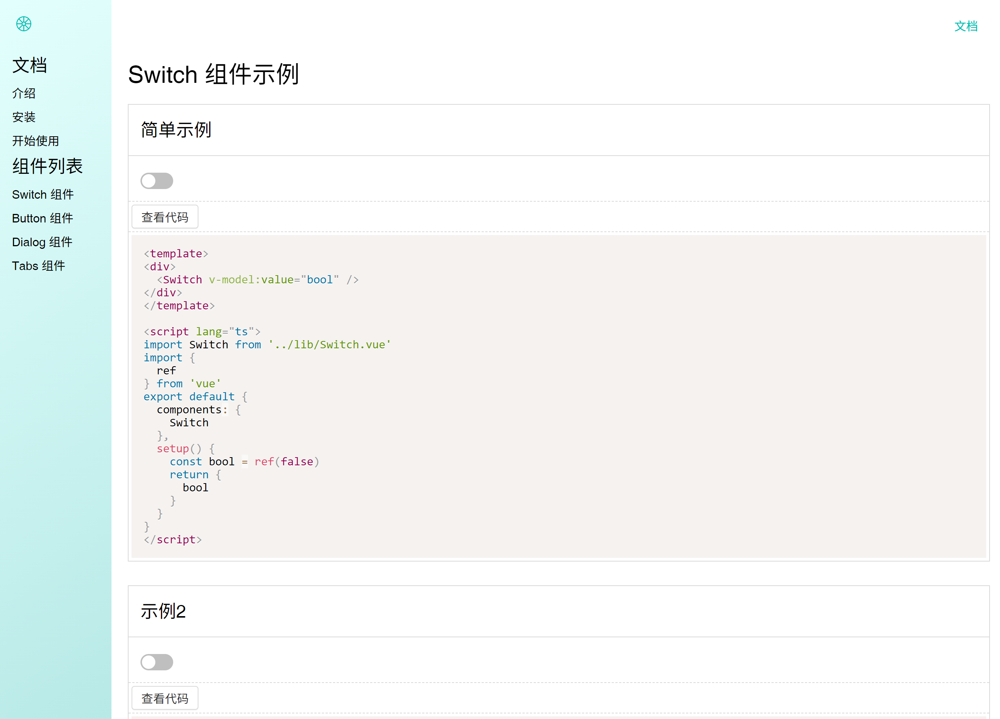 文档
文档
介绍
安装
开始使用
组件列表
Switch 组件
Button 组件
Dialog 组件
Tabs 组件
Switch 组件示例
简单示例
查看代码
<template>
<div>
  <Switch v-model:value="bool" />
</div>
</template>

<script lang="ts">
import Switch from '../lib/Switch.vue'
import {
  ref
} from 'vue'
export default {
  components: {
    Switch
  },
  setup() {
    const bool = ref(false)
    return {
      bool
    }
  }
}
</script>
示例2
查看代码